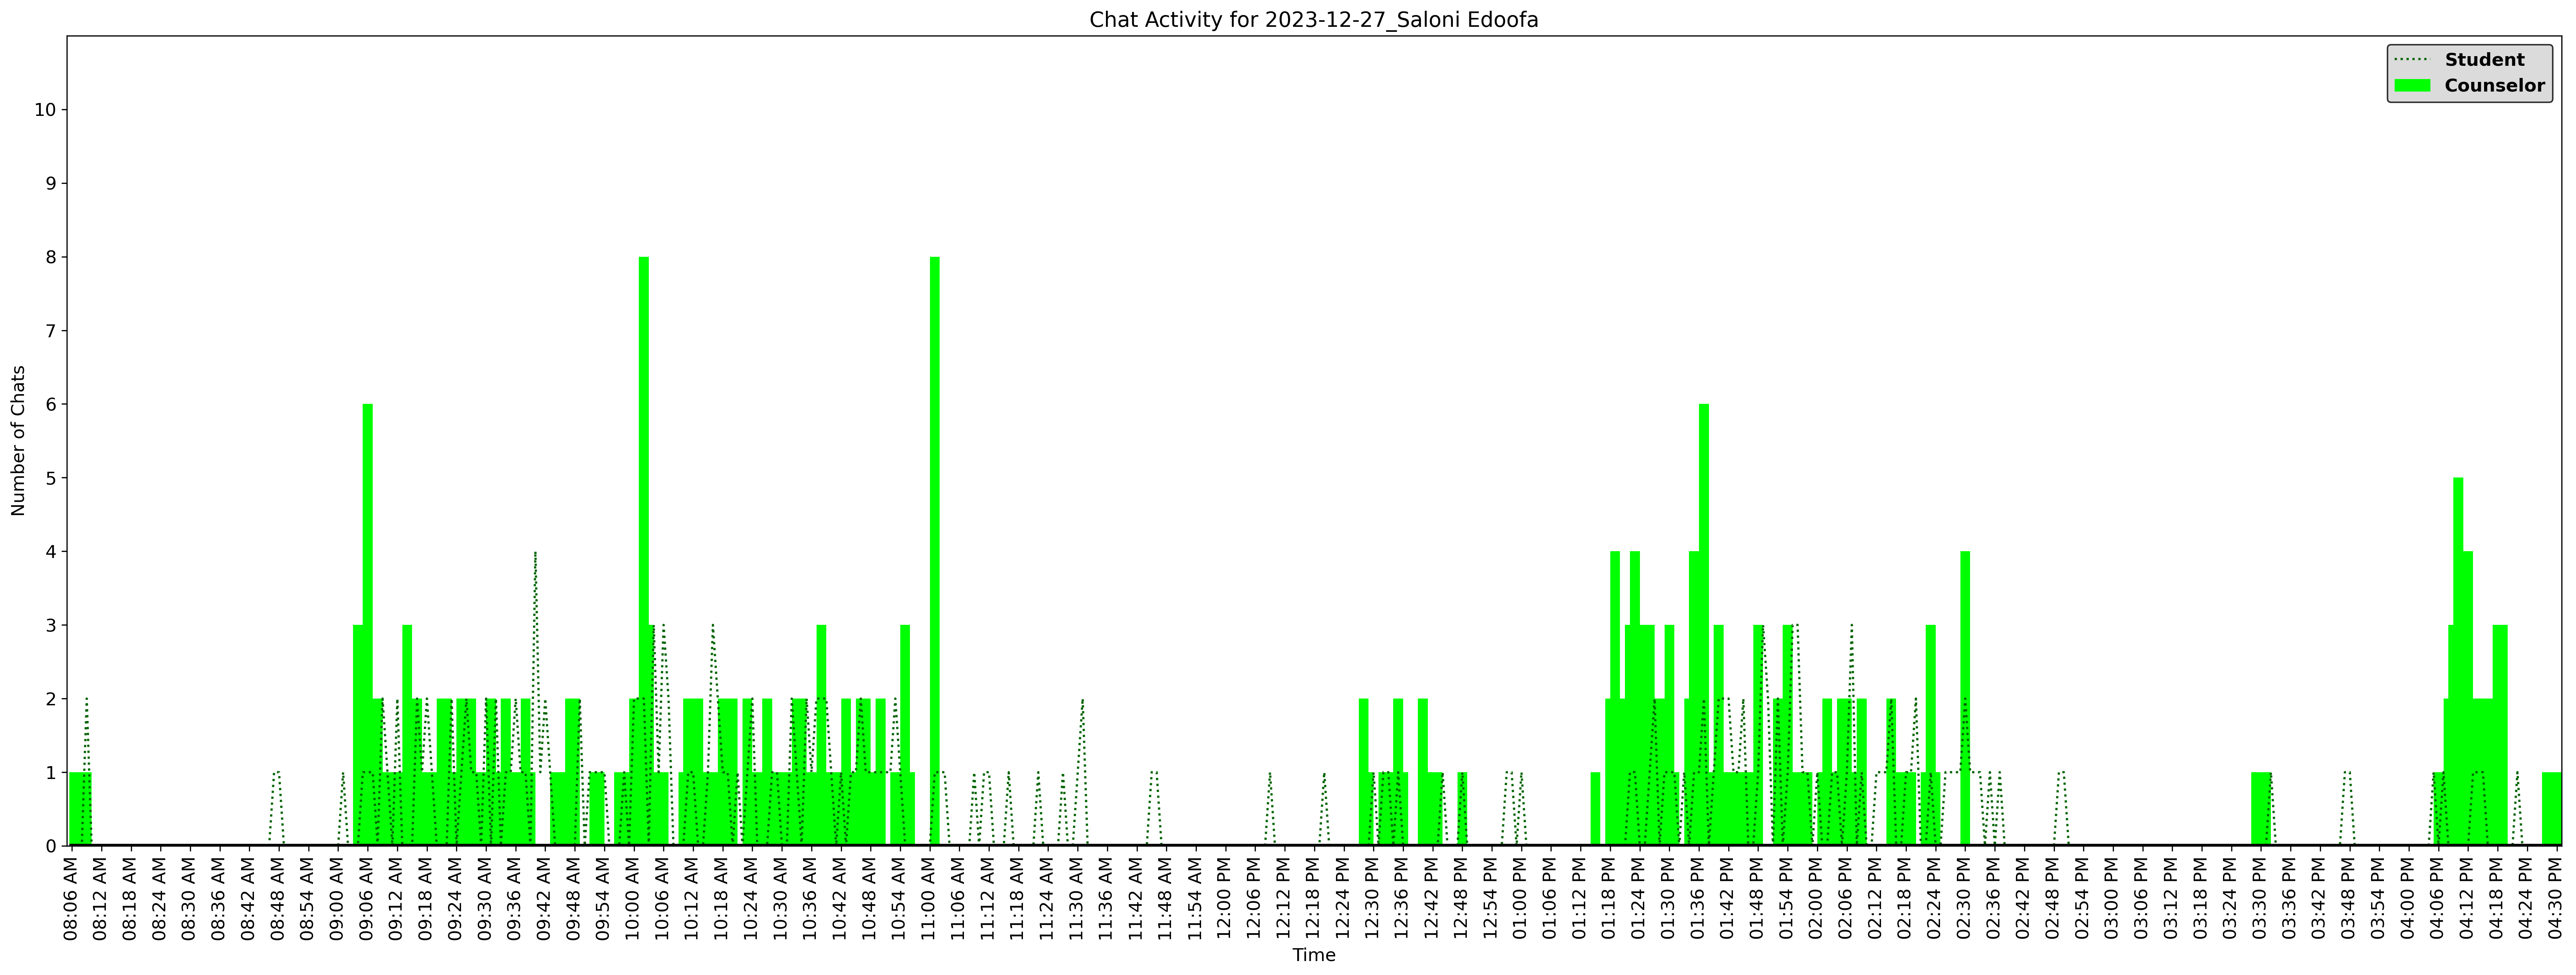 Chat Activity for 2023-12-27_Saloni Edoofa
Student
Counselor
Number of Chats
10
9
8
7
6
5
4
3
2
1
0
08:06 AM
08:12 AM
08:18 AM
08:24 AM
08:30 AM
08:36 AM
08:42 AM
08:48 AM
08:54 AM
09:00 AM
09:06 AM
09:12 AM
09:18 AM
09:24 AM
09:30 AM
09:36 AM
09:42 AM
09:48 AM
09:54 AM
10:00 AM
10:06 AM
10:12 AM
10:18 AM
10:24 AM
10:30 AM
10:36 AM
10:42 AM
10:48 AM
10:54 AM
11:00 AM
11:06 AM
11:12 AM
11:18 AM
11:24 AM
11:30 AM
11:36 AM
11:42 AM
11:48 AM
11:54 AM
12:00 PM
12:06 PM
12:12 PM
12:18 PM
12:24 PM
12:30 PM
12:36 PM
12:42 PM
12:48 PM
12:54 PM
01:00 PM
01:06 PM
01:12 PM
01:18 PM
01:24 PM
01:30 PM
01:36 PM
01:42 PM
01:48 PM
01:54 PM
02:00 PM
02:06 PM
02:12 PM
02:18 PM
02:24 PM
02:30 PM
02:36 PM
02:42 PM
02:48 PM
02:54 PM
03:00 PM
03:06 PM
03:12 PM
03:18 PM
03:24 PM
03:30 PM
03:36 PM
03:42 PM
03:48 PM
03:54 PM
04:00 PM
04:06 PM
04:12 PM
04:18 PM
04:24 PM
04:30 PM
Time